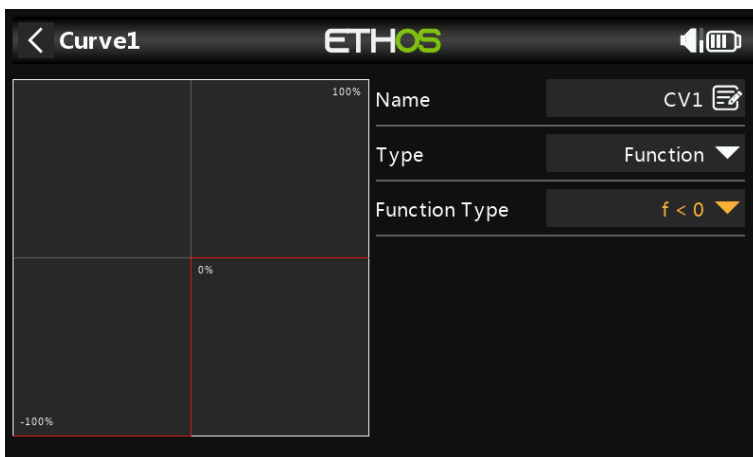 Curve1
ETHOS
100%
Name
CV1
Type
Function
Function Type
f < 0
0%
-100%